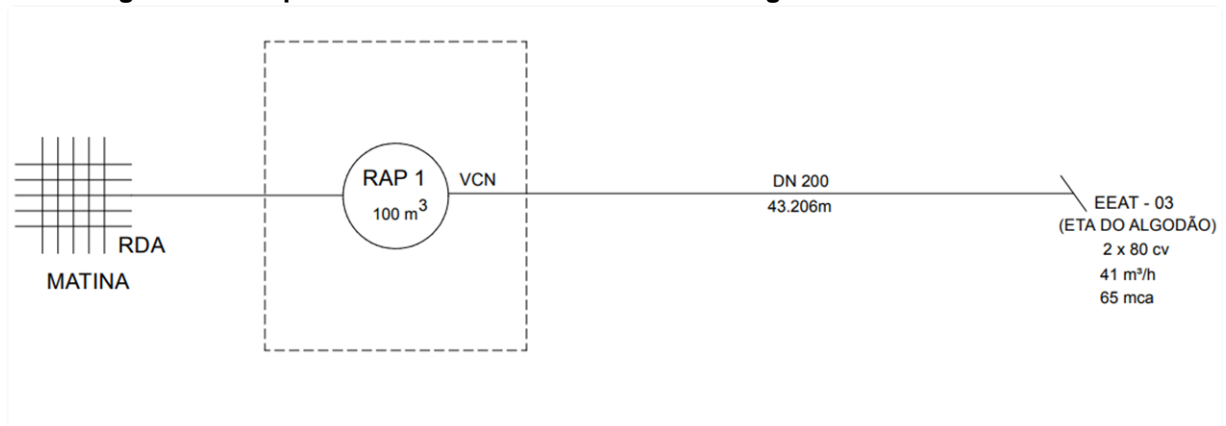 RAP 1
100 m³
VCN
DN 200
43.206m
EEAT - 03
(ETA DO ALGODÃO)
2 x 80 cv
41 m³/h
65 mca
RDA
MATINA